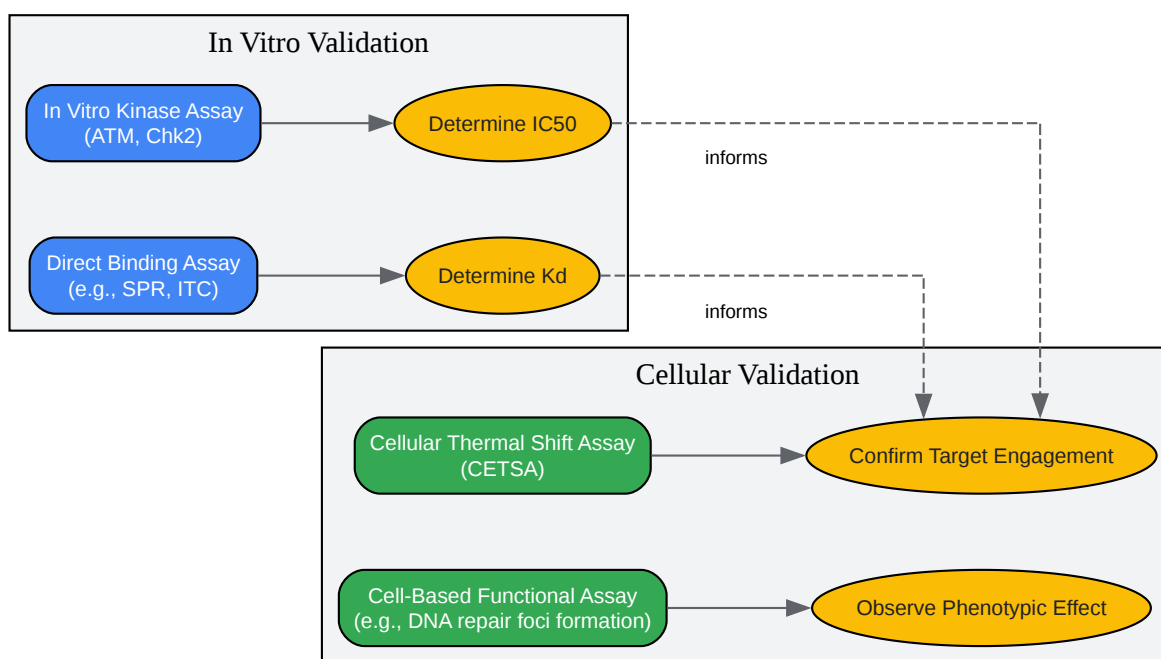 In Vitro Validation
In Vitro Kinase Assay
(ATM, Chk2)
Determine IC50
informs
Direct Binding Assay
(e.g., SPR, ITC)
Determine Kd
informs
Cellular Validation
Cellular Thermal Shift Assay
(CETSA)
Confirm Target Engagement
Cell-Based Functional Assay
(e.g., DNA repair foci formation)
Observe Phenotypic Effect